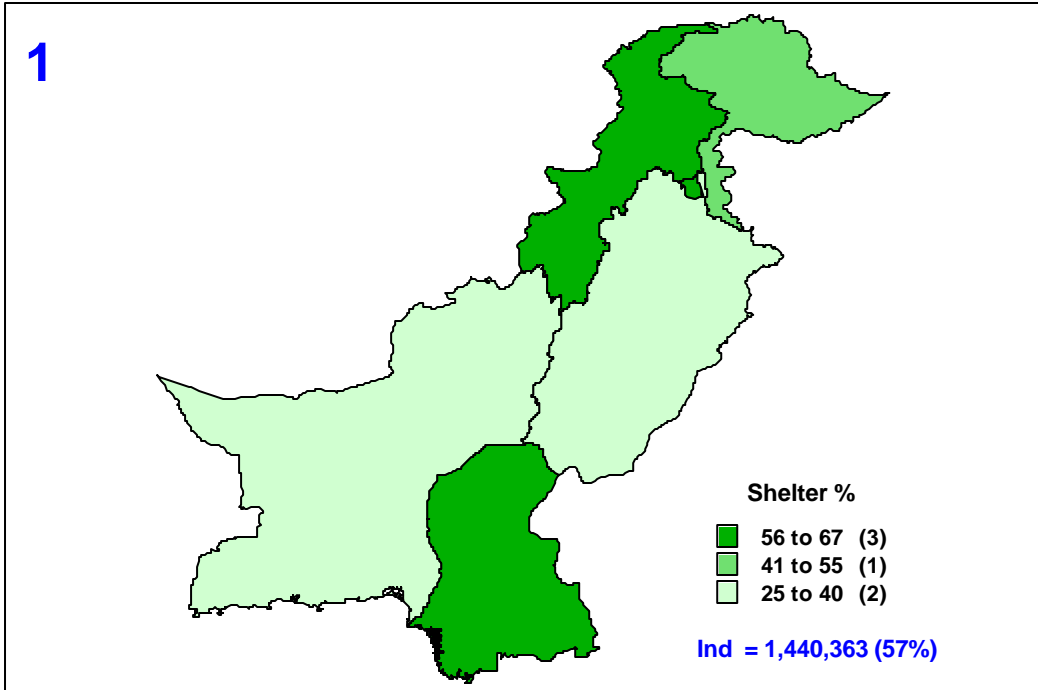 1
Shelter %
56 to 67 (3)
41 to 55 (1)
25 to 40 (2)
Ind = 1,440,363 (57%)